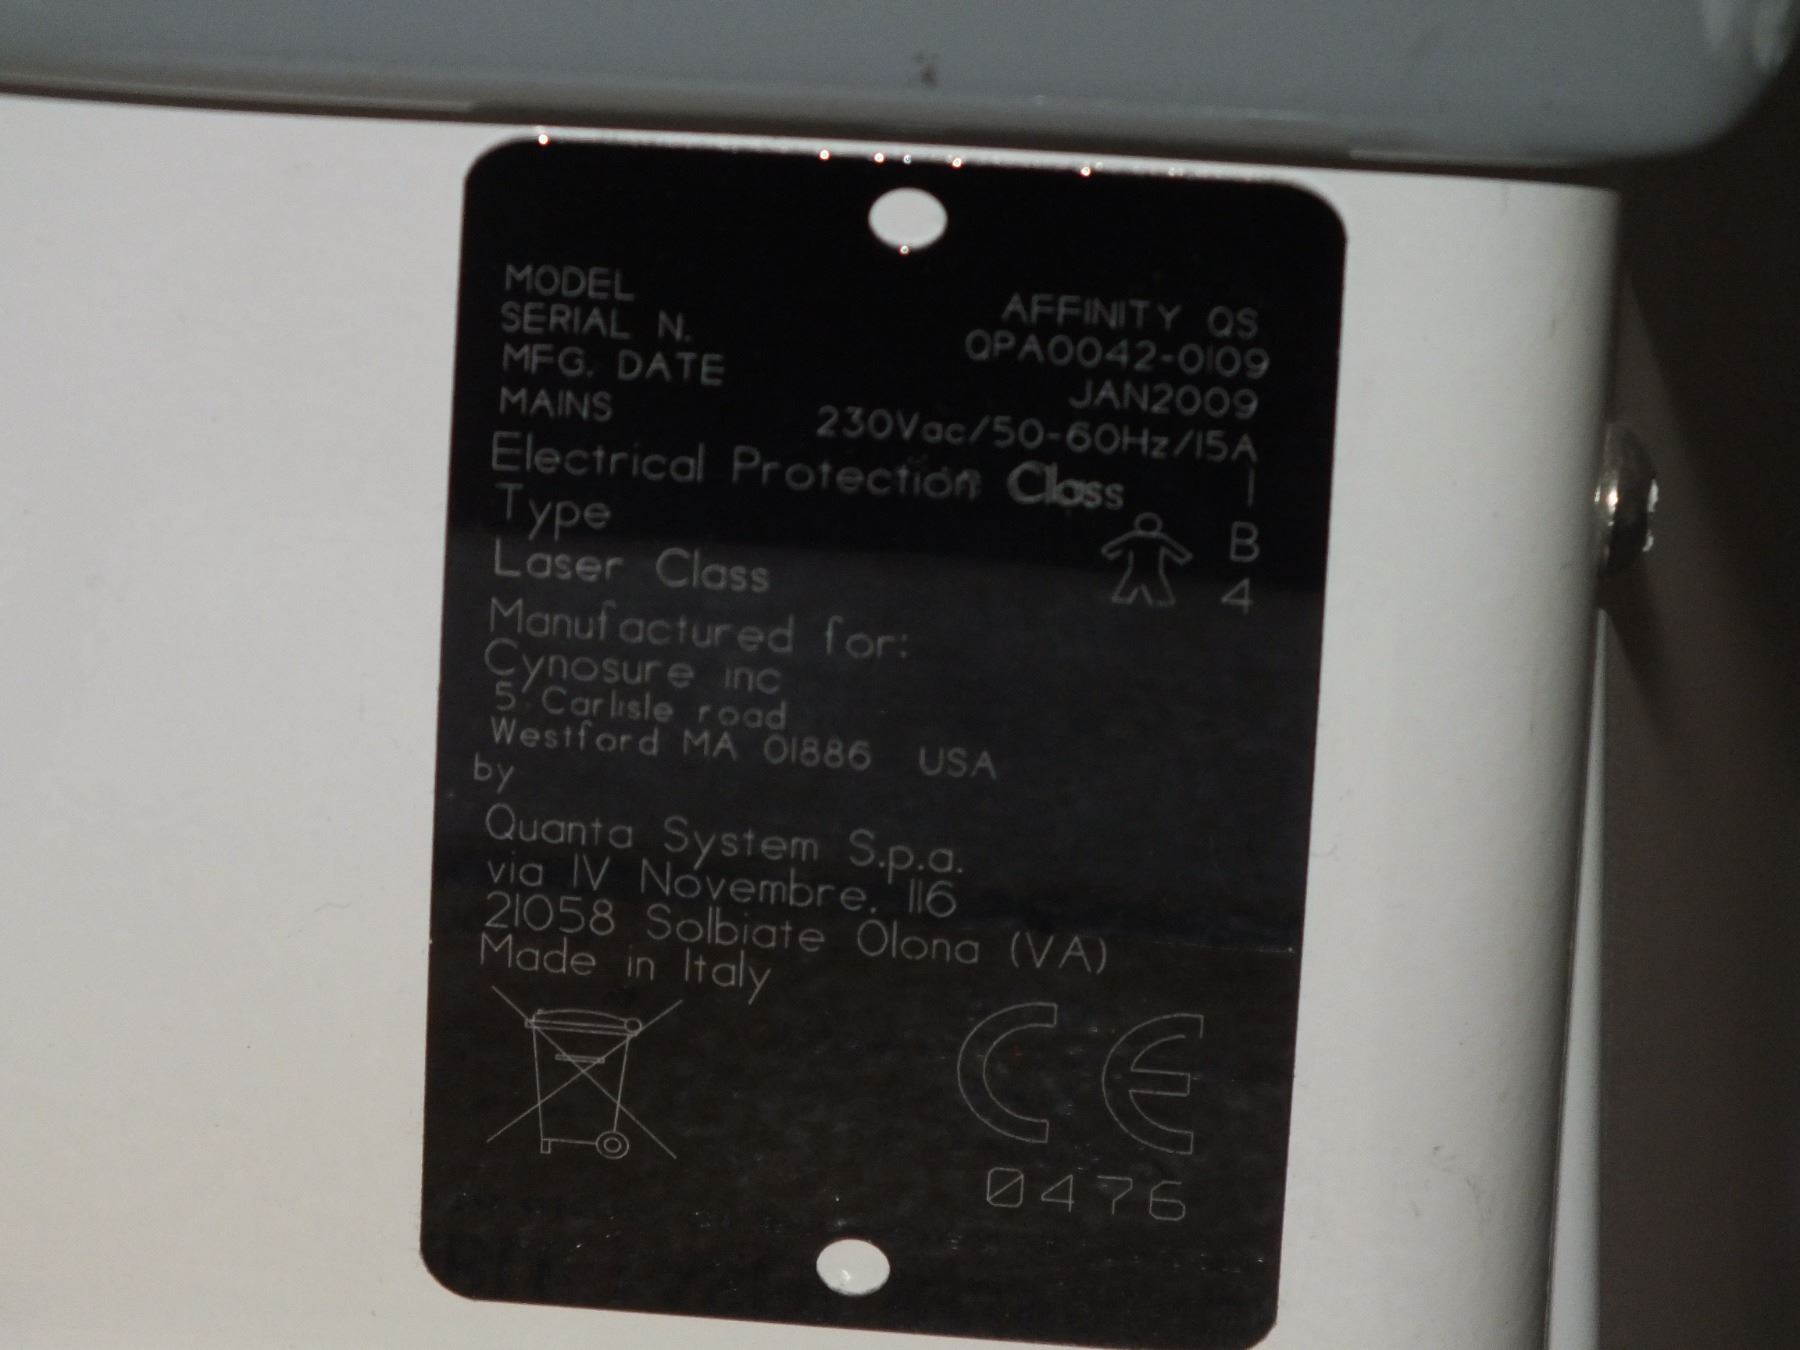 MODEL AFFINITY QS
SERIAL N. QPA0042-0109
MFG. DATE JAN2009
MAINS 230Vac/50-60Hz/15A
Electrical Protection Class I
Type B
Laser Class 4
Manufactured for:
Cynosure inc
5 Carlisle road
Westford MA 01886 USA
by
Quanta System S.p.a.
via IV Novembre, 116
21058 Solbiate Olona (VA)
Made in Italy
CE
0476